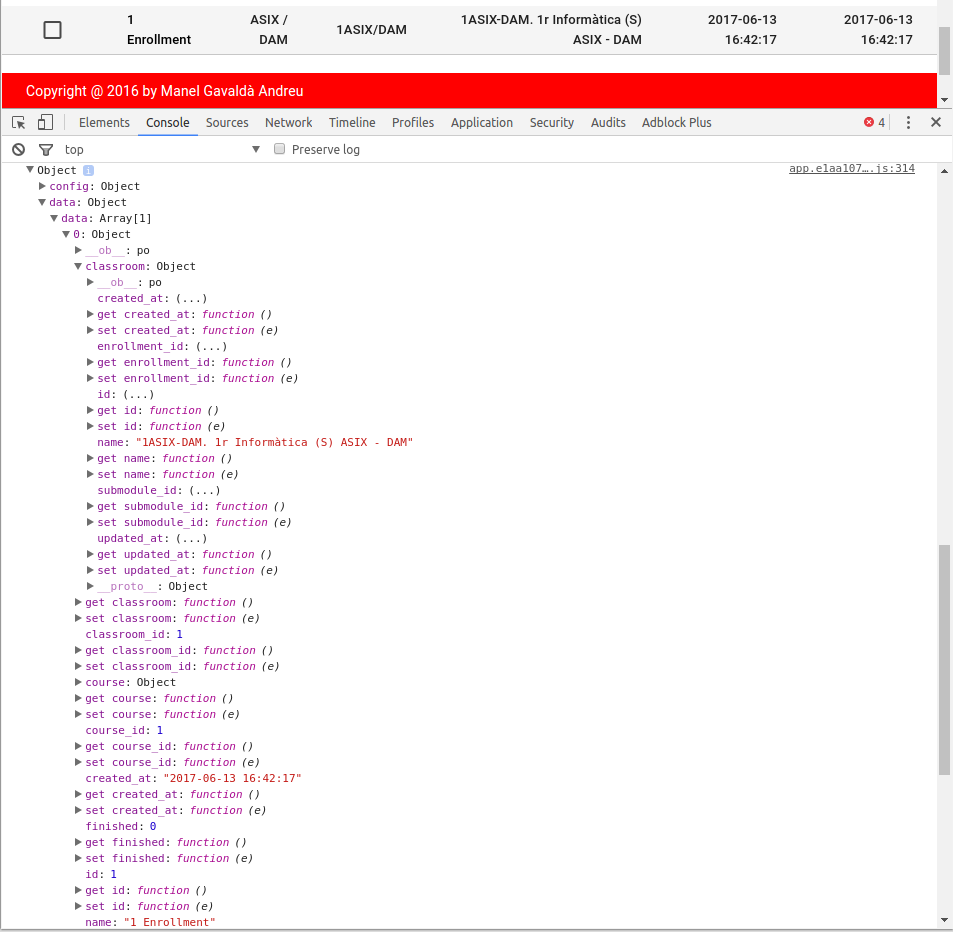 1 Enrollment
ASIX / DAM
1ASIX/DAM
1ASIX-DAM. 1r Informàtica (S) ASIX - DAM
2017-06-13 16:42:17
2017-06-13 16:42:17
Copyright @ 2016 by Manel Gavaldà Andreu
Elements Console Sources Network Timeline Profiles Application Security Audits Adblock Plus 4
top Preserve log
Object i app.e1aa107….js:314
config: Object
data: Object
data: Array[1]
0: Object
__ob__: po
classroom: Object
__ob__: po
created_at: (...)
get created_at: function ()
set created_at: function (e)
enrollment_id: (...)
get enrollment_id: function ()
set enrollment_id: function (e)
id: (...)
get id: function ()
set id: function (e)
name: "1ASIX-DAM. 1r Informàtica (S) ASIX - DAM"
get name: function ()
set name: function (e)
submodule_id: (...)
get submodule_id: function ()
set submodule_id: function (e)
updated_at: (...)
get updated_at: function ()
set updated_at: function (e)
__proto__: Object
get classroom: function ()
set classroom: function (e)
classroom_id: 1
get classroom_id: function ()
set classroom_id: function (e)
course: Object
get course: function ()
set course: function (e)
course_id: 1
get course_id: function ()
set course_id: function (e)
created_at: "2017-06-13 16:42:17"
get created_at: function ()
set created_at: function (e)
finished: 0
get finished: function ()
set finished: function (e)
id: 1
get id: function ()
set id: function (e)
name: "1 Enrollment"